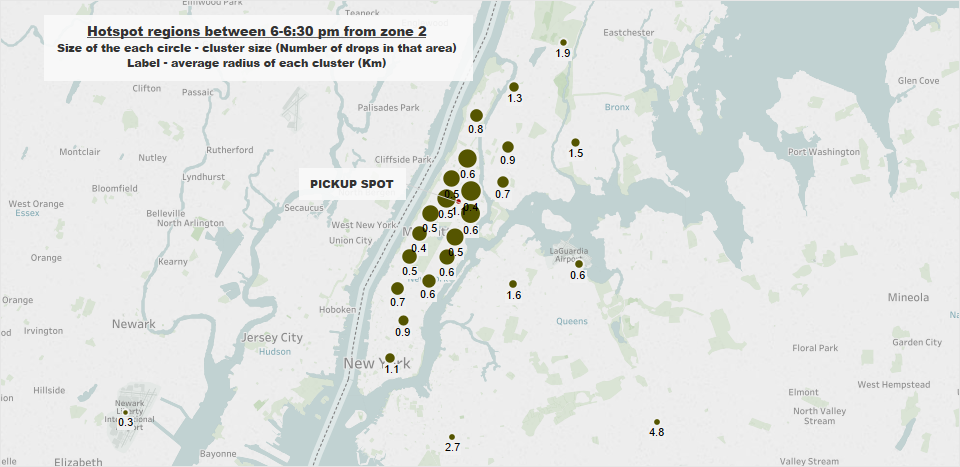 Elmwood Park
Hotspot regions between 6-6:30 pm from zone 2
Size of the each circle - cluster size (Number of drops in that area)
Label - average radius of each cluster (Km)
Teaneck
Eastchester
1.9
Glen Cove
Clifton
Passaic
1.3
Palisades Park
Bronx
0.8
Rutherford
Montclair
Nutley
Cliffside Park
0.9
1.5
Port Washington
0.6
Lyndhurst
PICKUP SPOT
Bloomfield
0.5
0.7
West Orange
Essex
Belleville
North Arlington
Secaucus
0.5
0.4
West New York
Union City
0.5
0.6
0.4
0.5
Orange
Kearny
LaGuardia
Airport
0.5
0.6
0.6
Orange
Hoboken
0.7
0.6
1.6
Mineola
Irvington
Newark
Jersey City
Hudson
0.9
Queens
Garden City
Floral Park
New York
1.1
Hillside
Elmont
West Hempstead
Newark
Liberty
International
0.3
North Valley
Stream
4.8
2.7
Bayonne
Elizabeth
Valley Stream